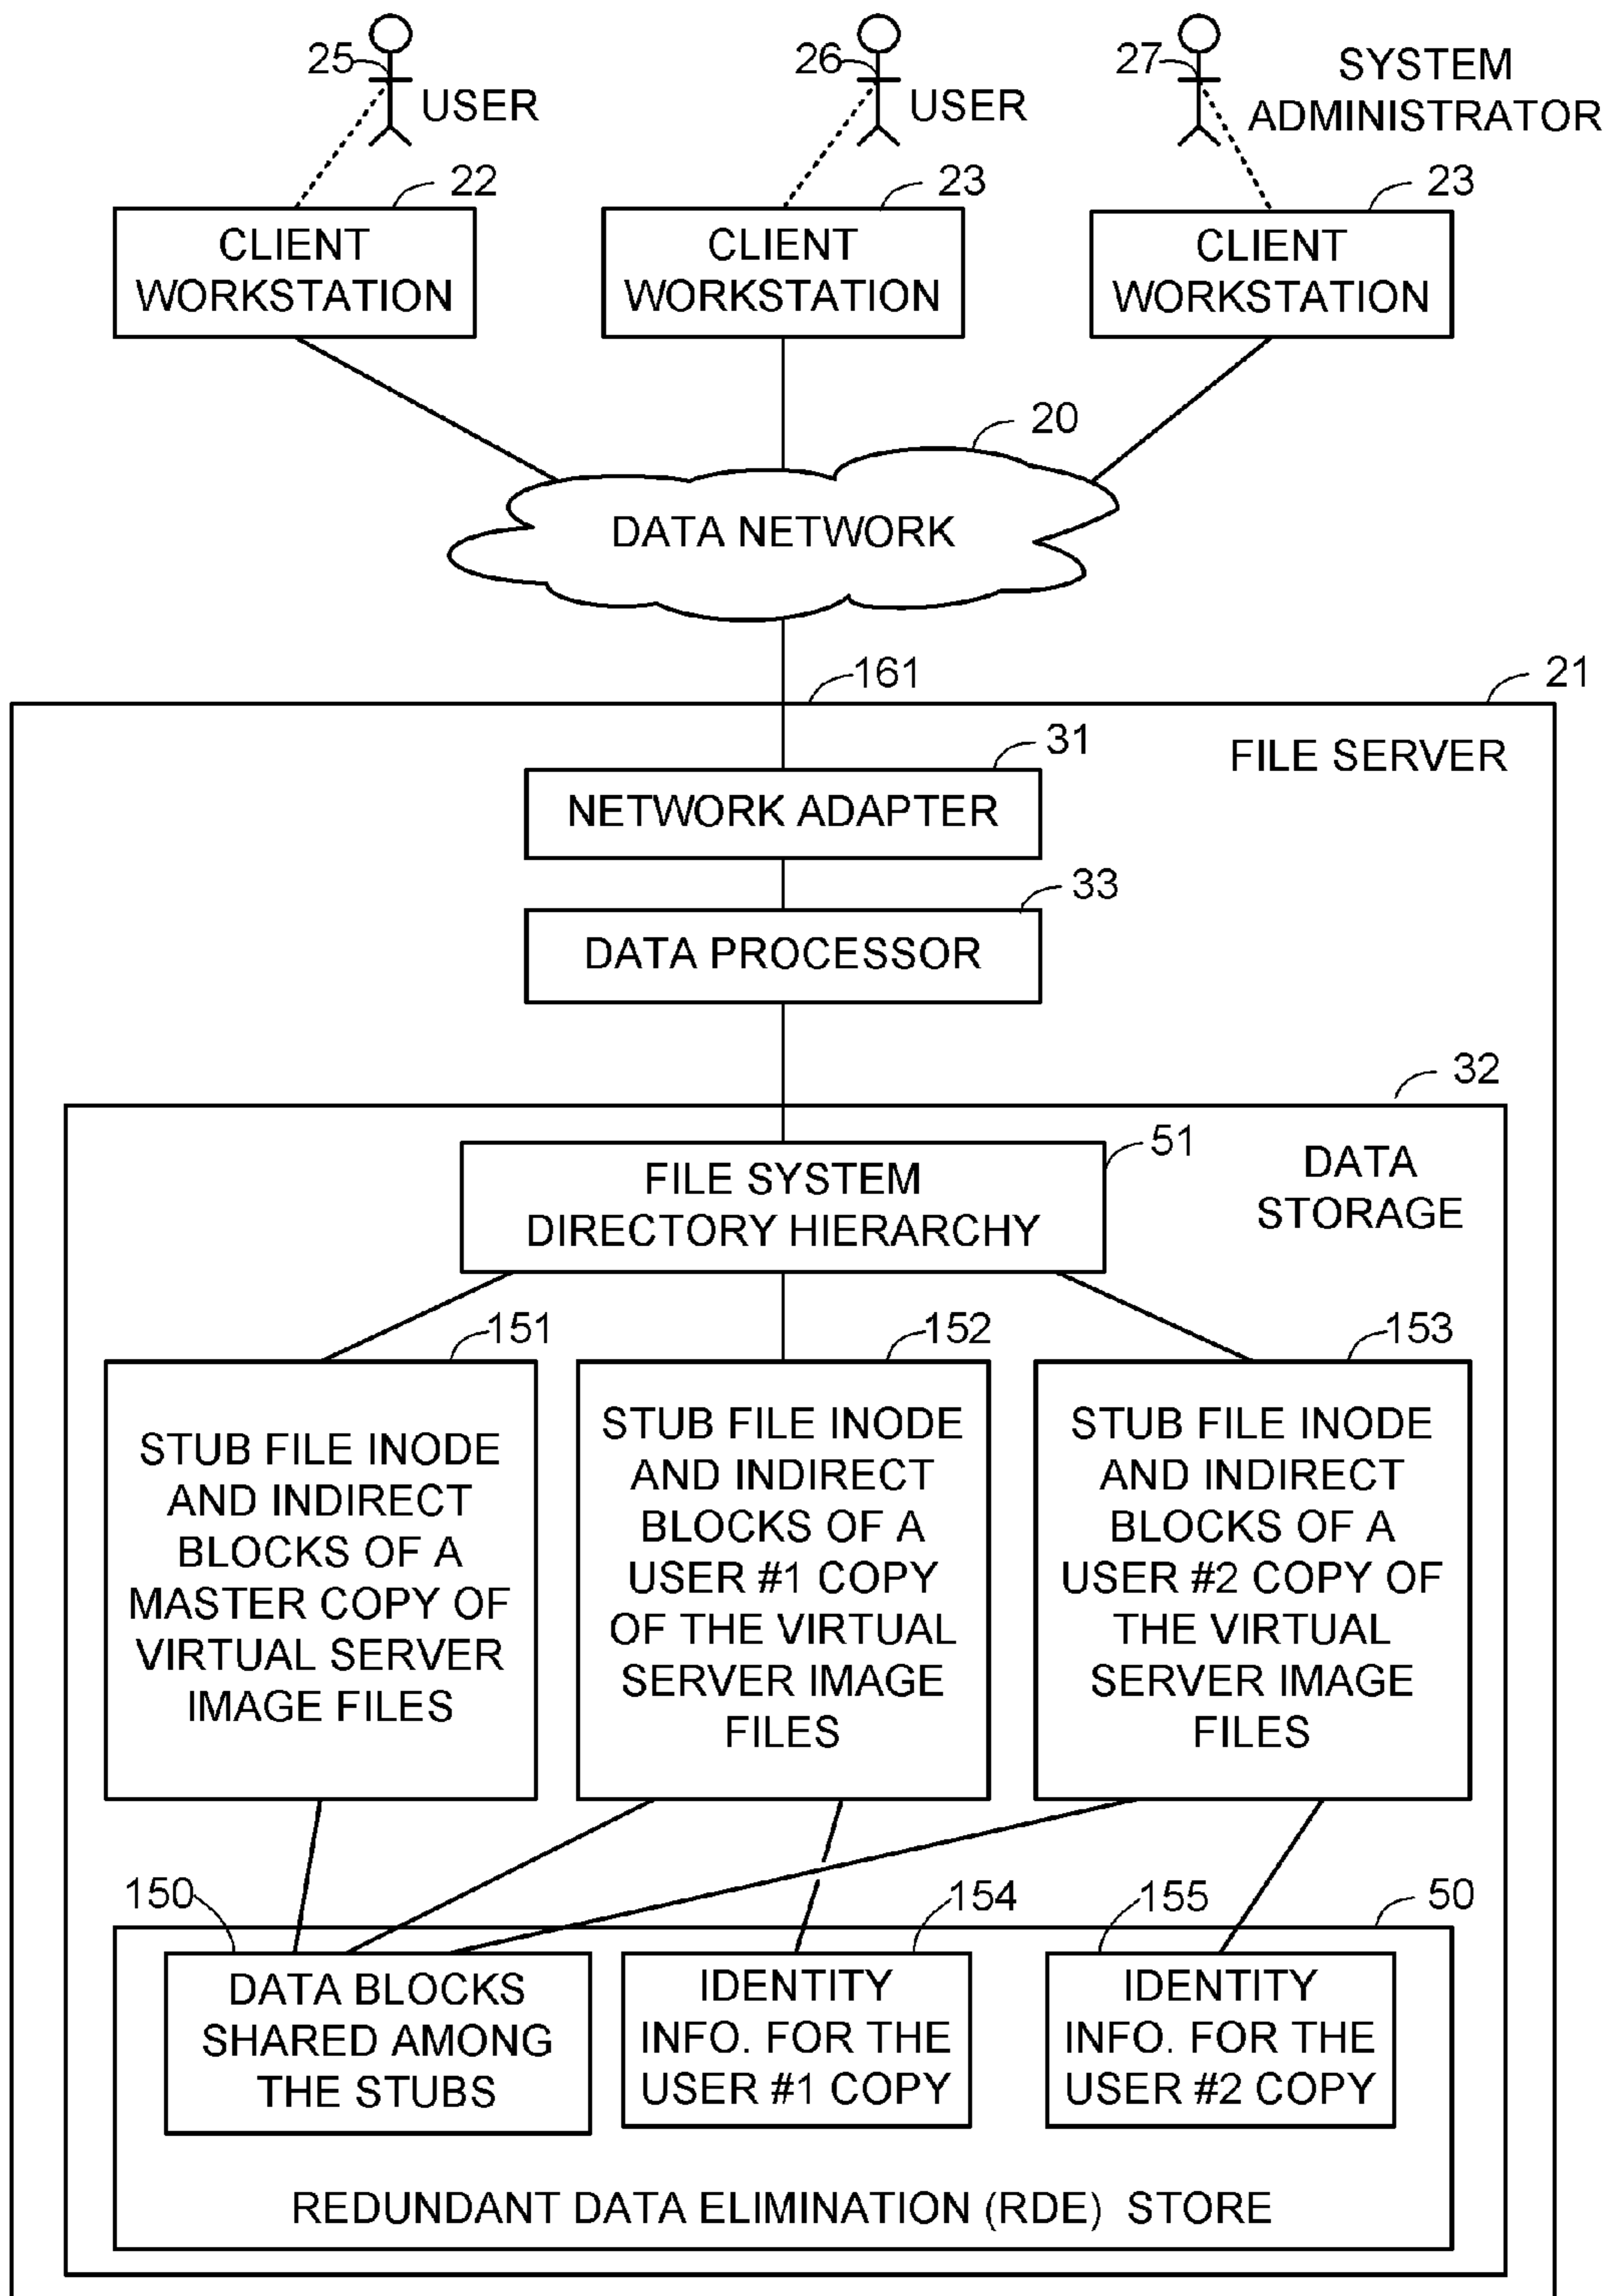 25
USER
26
USER
27
SYSTEM
ADMINISTRATOR
22
CLIENT
WORKSTATION
23
CLIENT
WORKSTATION
23
CLIENT
WORKSTATION
20
DATA NETWORK
161
21
FILE SERVER
31
NETWORK ADAPTER
33
DATA PROCESSOR
32
DATA
STORAGE
51
FILE SYSTEM
DIRECTORY HIERARCHY
151
STUB FILE INODE
AND INDIRECT
BLOCKS OF A
MASTER COPY OF
VIRTUAL SERVER
IMAGE FILES
152
STUB FILE INODE
AND INDIRECT
BLOCKS OF A
USER #1 COPY
OF THE VIRTUAL
SERVER IMAGE
FILES
153
STUB FILE INODE
AND INDIRECT
BLOCKS OF A
USER #2 COPY OF
THE VIRTUAL
SERVER IMAGE
FILES
150
DATA BLOCKS
SHARED AMONG
THE STUBS
154
IDENTITY
INFO. FOR THE
USER #1 COPY
155
IDENTITY
INFO. FOR THE
USER #2 COPY
50
REDUNDANT DATA ELIMINATION (RDE) STORE